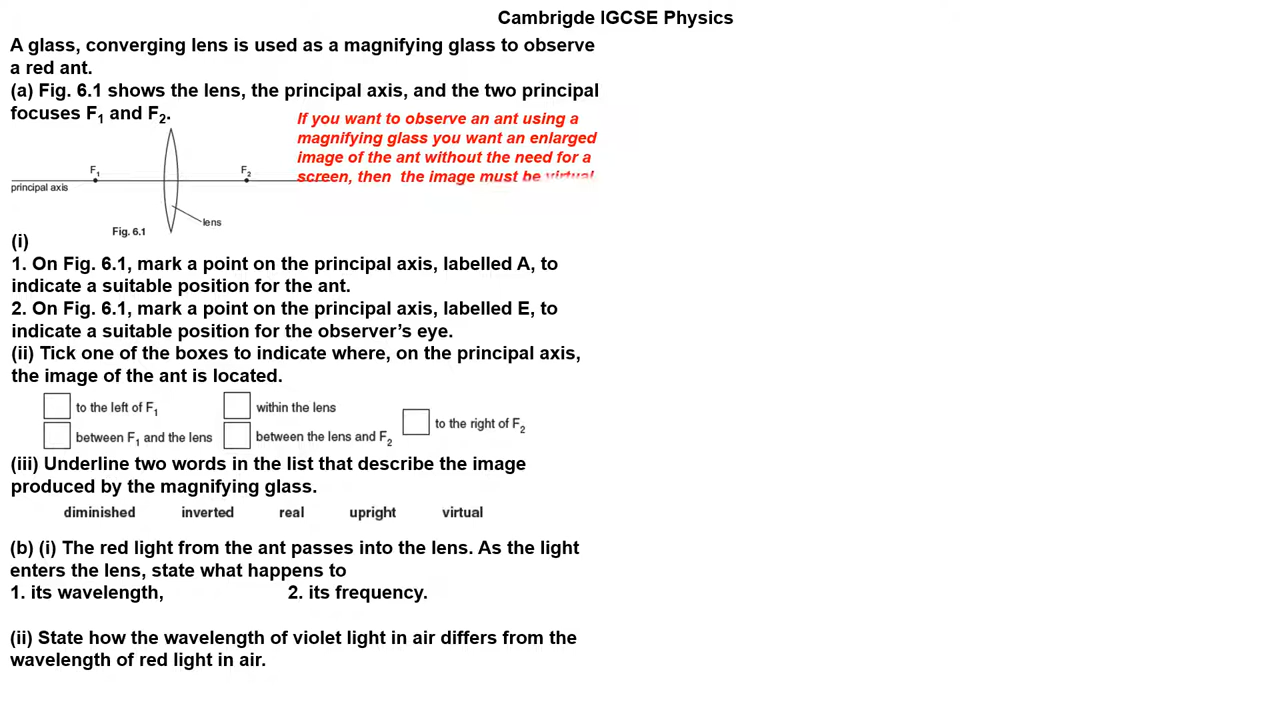 Cambrigde IGCSE Physics
A glass, converging lens is used as a magnifying glass to observe
a red ant.
(a) Fig. 6.1 shows the lens, the principal axis, and the two principal
focuses F₁ and F₂.
If you want to observe an ant using a
magnifying glass you want an enlarged
image of the ant without the need for a
screen, then the image must be virtual
F₁
F₂
principal axis
lens
Fig. 6.1
(i)
1. On Fig. 6.1, mark a point on the principal axis, labelled A, to
indicate a suitable position for the ant.
2. On Fig. 6.1, mark a point on the principal axis, labelled E, to
indicate a suitable position for the observer's eye.
(ii) Tick one of the boxes to indicate where, on the principal axis,
the image of the ant is located.
to the left of F₁ within the lens
to the right of F₂
between F₁ and the lens between the lens and F₂
(iii) Underline two words in the list that describe the image
produced by the magnifying glass.
diminished inverted real upright virtual
(b) (i) The red light from the ant passes into the lens. As the light
enters the lens, state what happens to
1. its wavelength, 2. its frequency.
(ii) State how the wavelength of violet light in air differs from the
wavelength of red light in air.